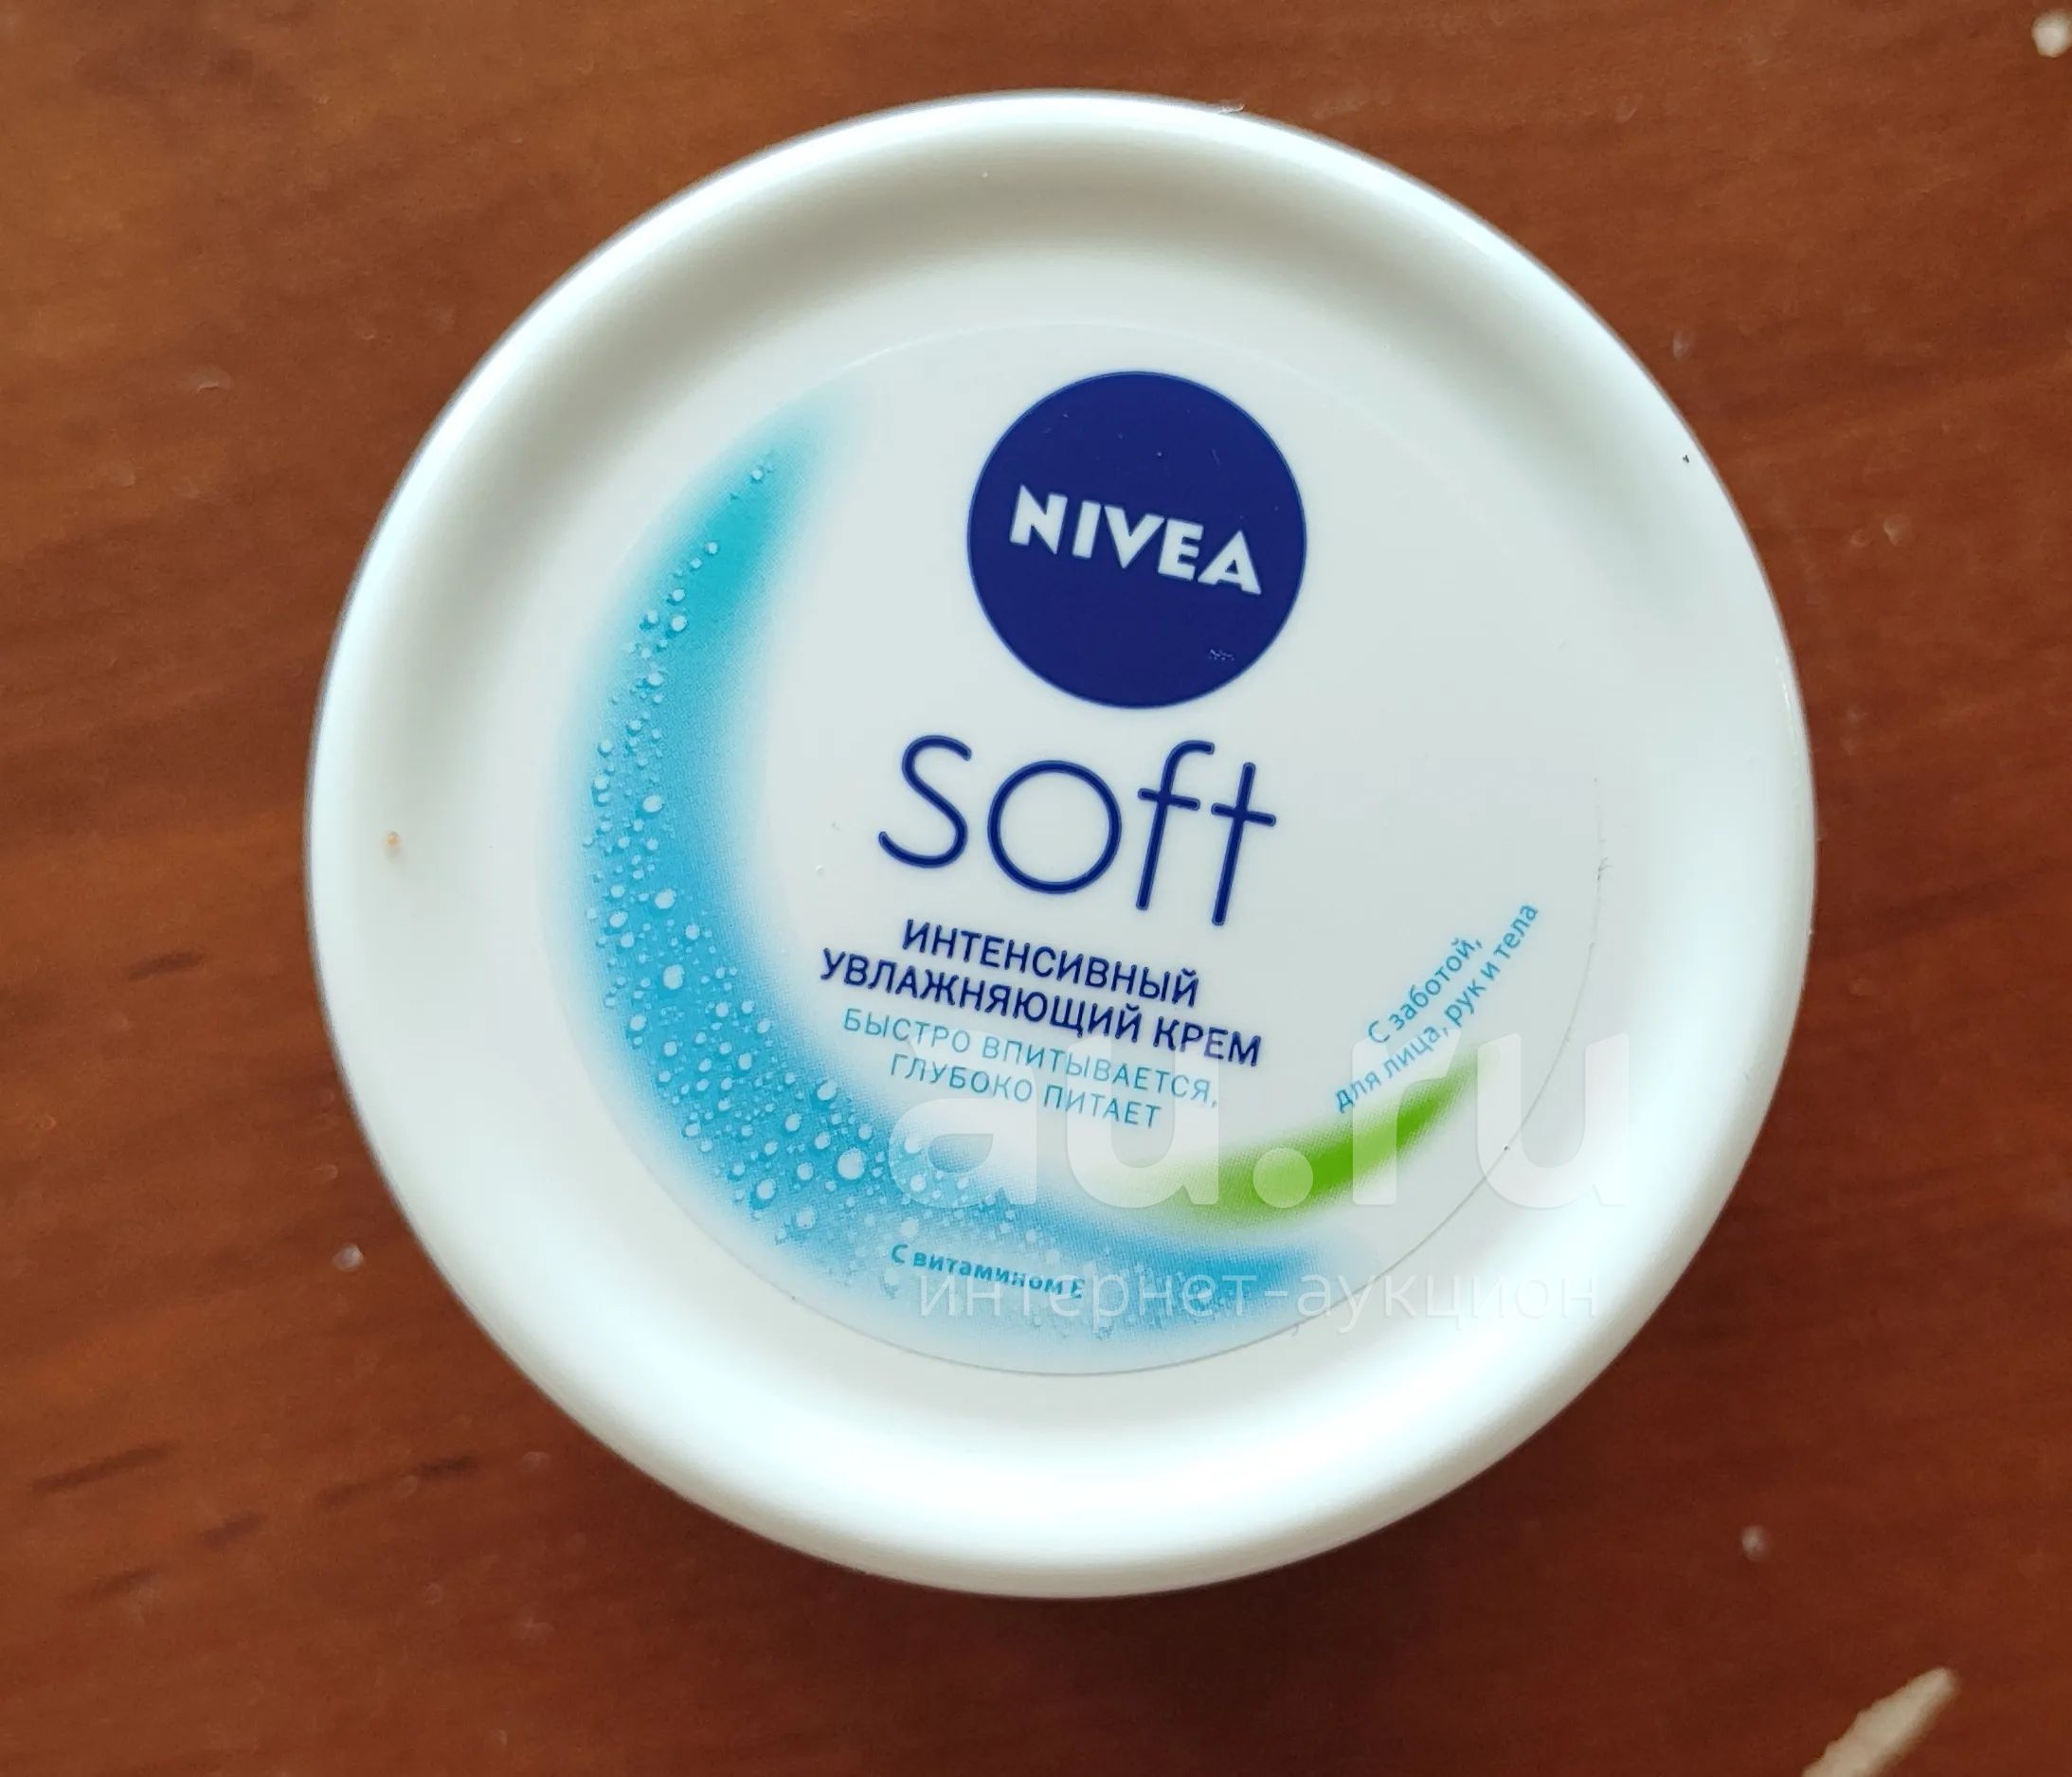 NIVEA
soft
ИНТЕНСИВНЫЙ
УВЛАЖНЯЮЩИЙ КРЕМ
БЫСТРО ВПИТЫВАЕТСЯ,
ГЛУБОКО ПИТАЕТ
С заботой,
для лица, рук и тела
С витамином Е
au.ru
интернет-аукцион